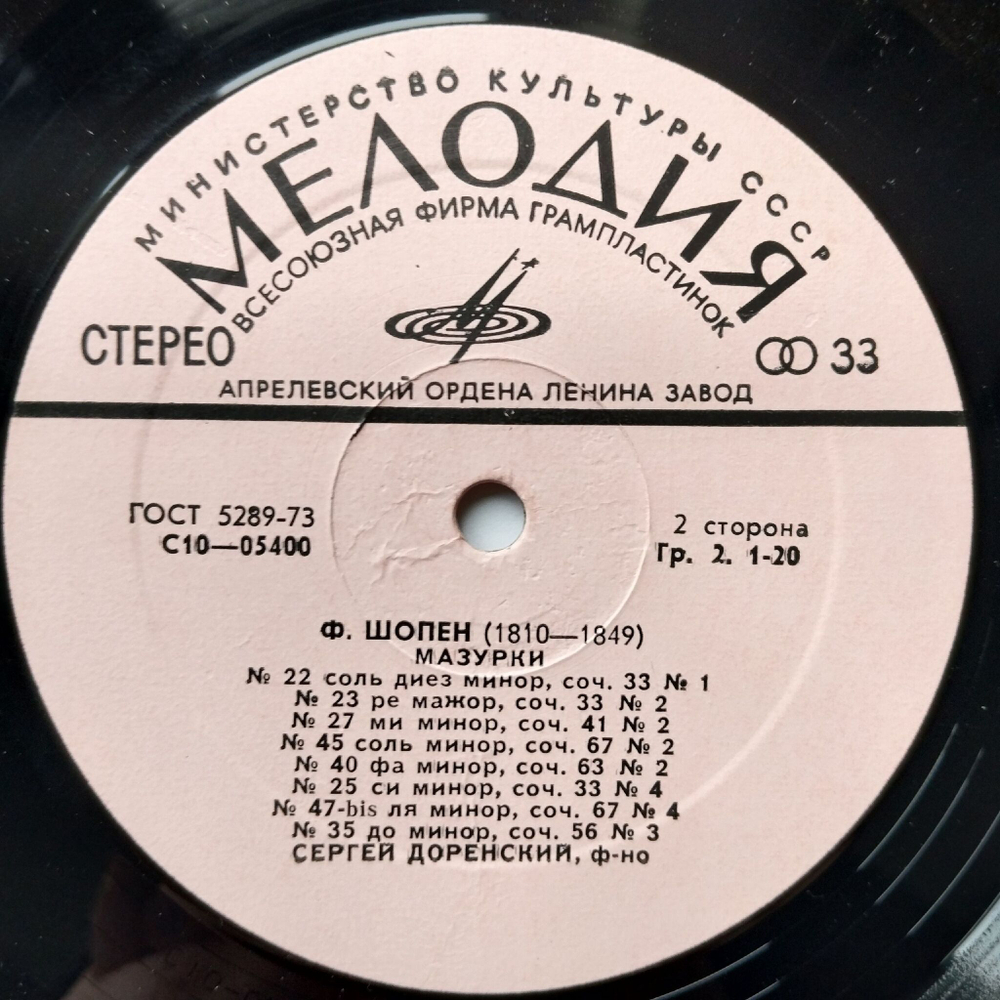 МИНИСТЕРСТВО КУЛЬТУРЫ СССР
МЕЛОДИЯ
ВСЕСОЮЗНАЯ ФИРМА ГРАМПЛАСТИНОК
СТЕРЕО
33
АПРЕЛЕВСКИЙ ОРДЕНА ЛЕНИНА ЗАВОД
ГОСТ 5289-73
С10—05400
2 сторона
Гр. 2. 1-20
Ф. ШОПЕН (1810—1849)
МАЗУРКИ
№ 22 соль диез минор, соч. 33 № 1
№ 23 ре мажор, соч. 33 № 2
№ 27 ми минор, соч. 41 № 2
№ 45 соль минор, соч. 67 № 2
№ 40 фа минор, соч. 63 № 2
№ 25 си минор, соч. 33 № 4
№ 47-bis ля минор, соч. 67 № 4
№ 35 до минор, соч. 56 № 3
СЕРГЕЙ ДОРЕНСКИЙ, ф-но